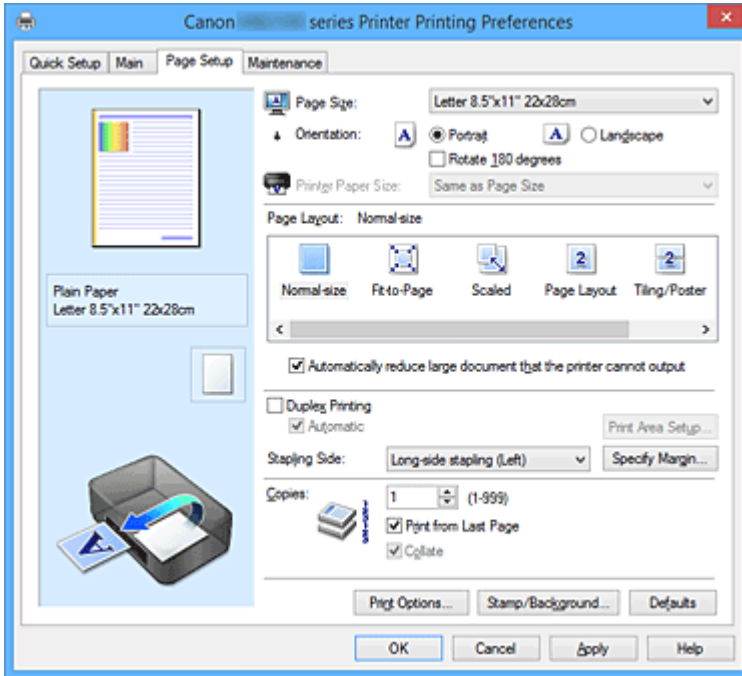 Canon series Printer Printing Preferences
Quick Setup Main Page Setup Maintenance
Page Size: Letter 8.5"x11" 22x28cm
Orientation: A Portrait A Landscape
Rotate 180 degrees
Printer Paper Size: Same as Page Size
Page Layout: Normal-size
2 2
Normal-size Fit-to-Page Scaled Page Layout Tiling/Poster
Plain Paper
Letter 8.5"x11" 22x28cm
Automatically reduce large document that the printer cannot output
Duplex Printing
Automatic Print Area Setup...
Stapling Side: Long-side stapling (Left) Specify Margin...
Copies: 1 (1-999)
Print from Last Page
Collate
A
Print Options... Stamp/Background... Defaults
OK Cancel Apply Help